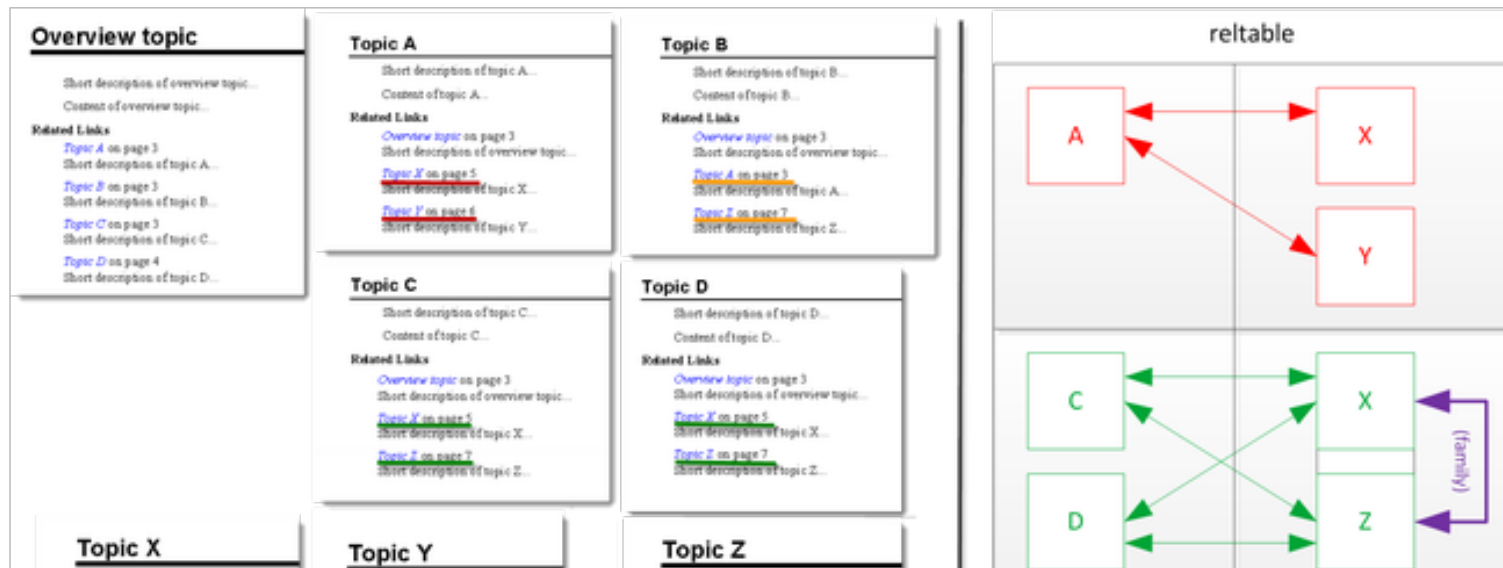 Overview topic
Short description of overview topic...
Content of overview topic...
Related Links
Topic A on page 3
Short description of topic A...
Topic B on page 3
Short description of topic B...
Topic C on page 3
Short description of topic C...
Topic D on page 4
Short description of topic D...
Topic A
Short description of topic A...
Content of topic A...
Related Links
Overview topic on page 3
Short description of overview topic...
Topic X on page 5
Short description of topic X...
Topic Y on page 6
Short description of topic Y...
Topic B
Short description of topic B...
Content of topic B...
Related Links
Overview topic on page 3
Short description of overview topic...
Topic A on page 3
Short description of topic A...
Topic Z on page 7
Short description of topic Z...
Topic C
Short description of topic C...
Content of topic C...
Related Links
Overview topic on page 3
Short description of overview topic...
Topic X on page 5
Short description of topic X...
Topic Z on page 7
Short description of topic Z...
Topic D
Short description of topic D...
Content of topic D...
Related Links
Overview topic on page 3
Short description of overview topic...
Topic X on page 5
Short description of topic X...
Topic Z on page 7
Short description of topic Z...
Topic X
Topic Y
Topic Z
reltable
A
X
Y
C
X
(family)
D
Z